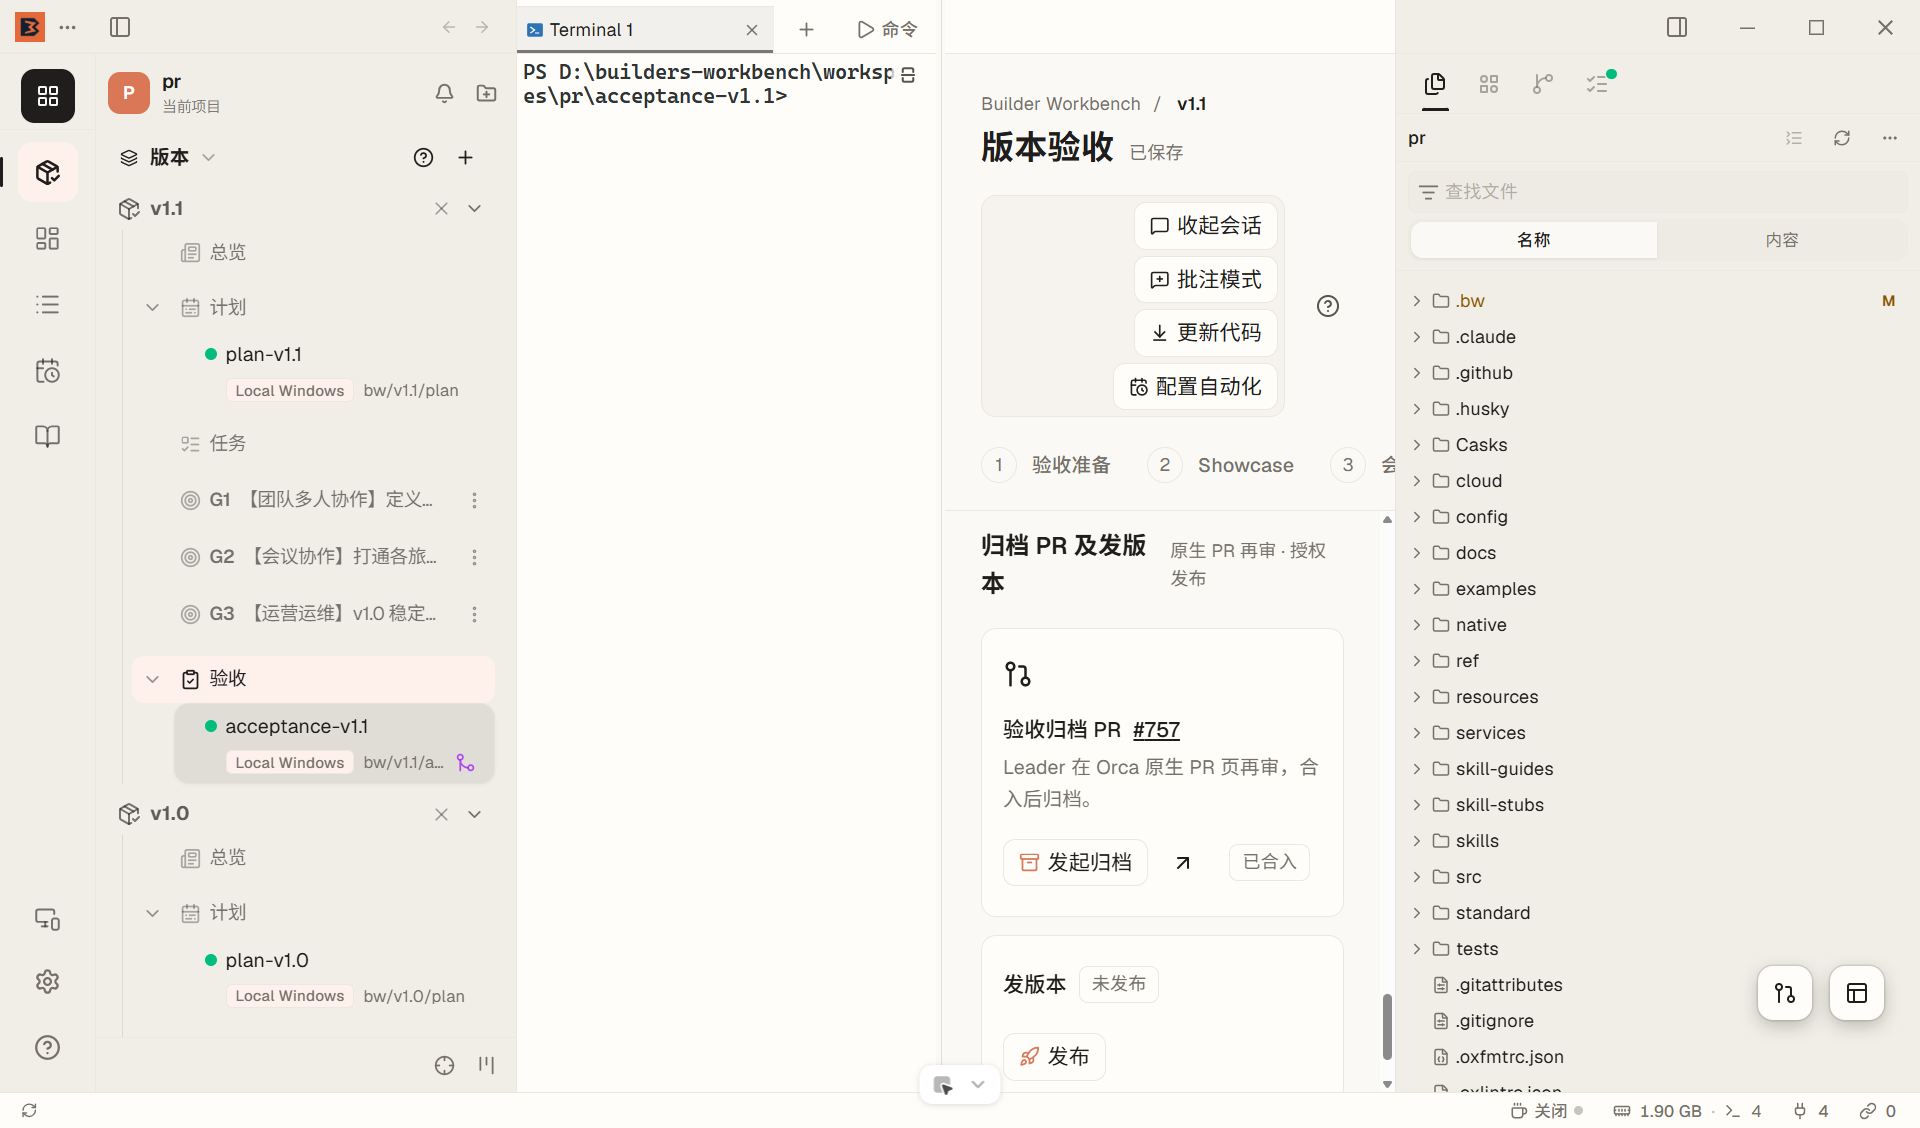 Terminal 1
命令
P
pr
当前项目
版本
v1.1
总览
计划
plan-v1.1
Local Windows
bw/v1.1/plan
任务
G1 【团队多人协作】定义...
G2 【会议协作】打通各旅...
G3 【运营运维】v1.0 稳定...
验收
acceptance-v1.1
Local Windows
bw/v1.1/a...
v1.0
总览
计划
plan-v1.0
Local Windows
bw/v1.0/plan
PS D:\builders-workbench\worksp
es\pr\acceptance-v1.1>
Builder Workbench / v1.1
版本验收 已保存
收起会话
批注模式
更新代码
配置自动化
1 验收准备 2 Showcase 3
归档 PR 及发版
本
原生 PR 再审 · 授权
发布
验收归档 PR #757
Leader 在 Orca 原生 PR 页再审，合
入后归档。
发起归档
已合入
发版本 未发布
发布
pr
查找文件
名称 内容
.bw M
.claude
.github
.husky
Casks
cloud
config
docs
examples
native
ref
resources
services
skill-guides
skill-stubs
skills
src
standard
tests
.gitattributes
.gitignore
.oxfmtrc.json
.oxlintrc.json
关闭 1.90 GB · 4 4 0